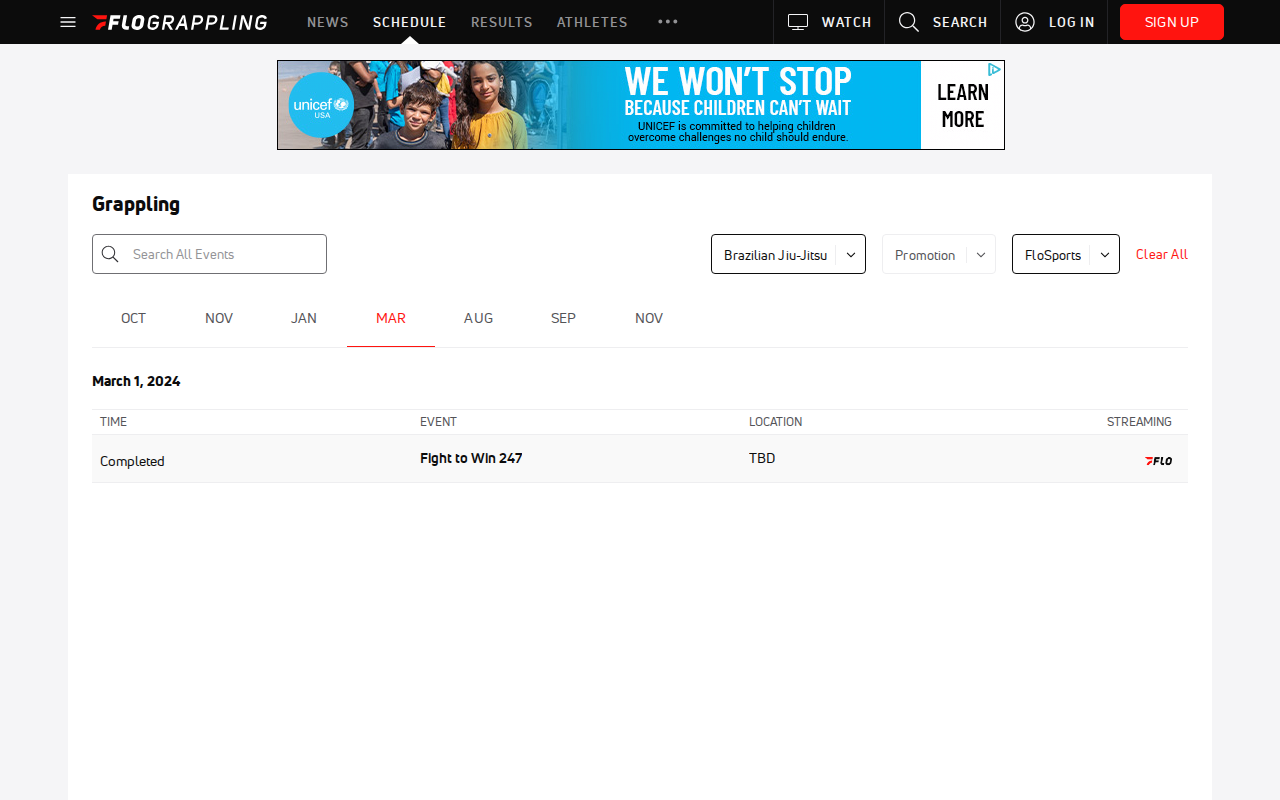 FLOGRAPPLING
NEWS
SCHEDULE
RESULTS
ATHLETES
WATCH
SEARCH
LOG IN
SIGN UP
unicef
USA
WE WON'T STOP
BECAUSE CHILDREN CAN'T WAIT
UNICEF is committed to helping children
overcome challenges no child should endure.
LEARN
MORE
Grappling
Search All Events
Brazilian Jiu-Jitsu
Promotion
FloSports
Clear All
OCT
NOV
JAN
MAR
AUG
SEP
NOV
March 1, 2024
TIME
EVENT
LOCATION
STREAMING
Completed
Fight to Win 247
TBD
FLO